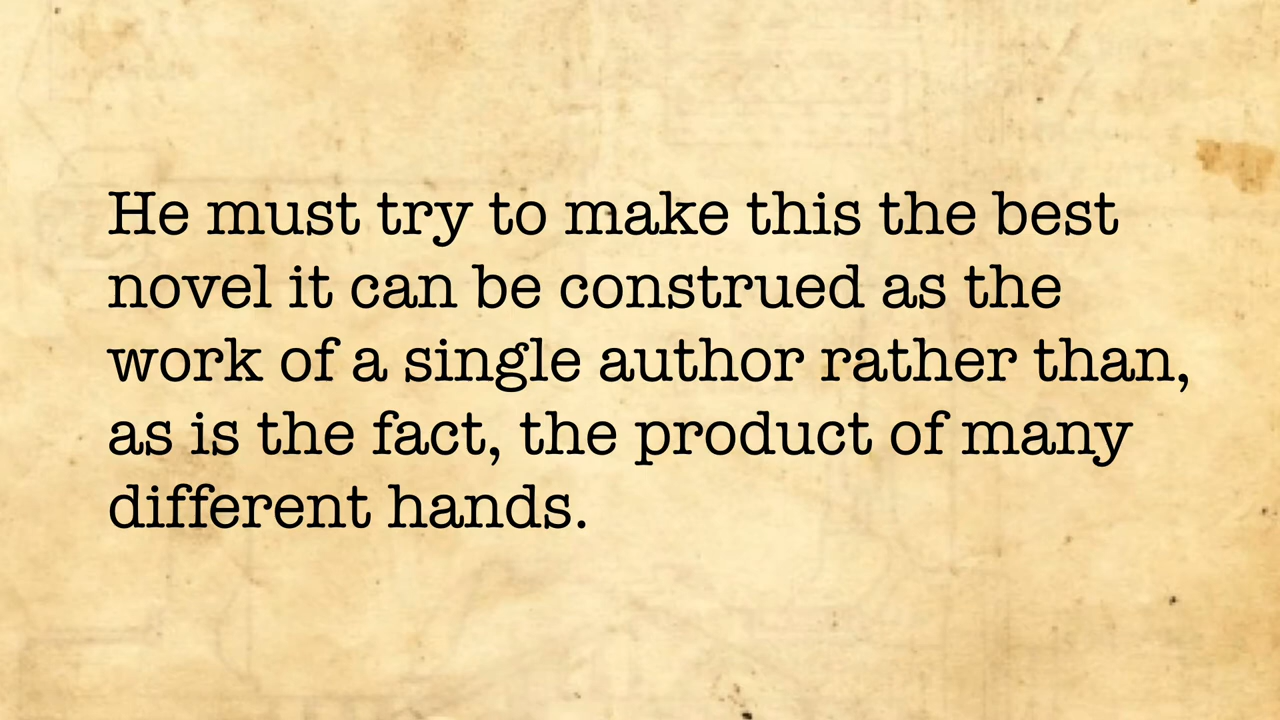 He must try to make this the best
novel it can be construed as the
work of a single author rather than,
as is the fact, the product of many
different hands.